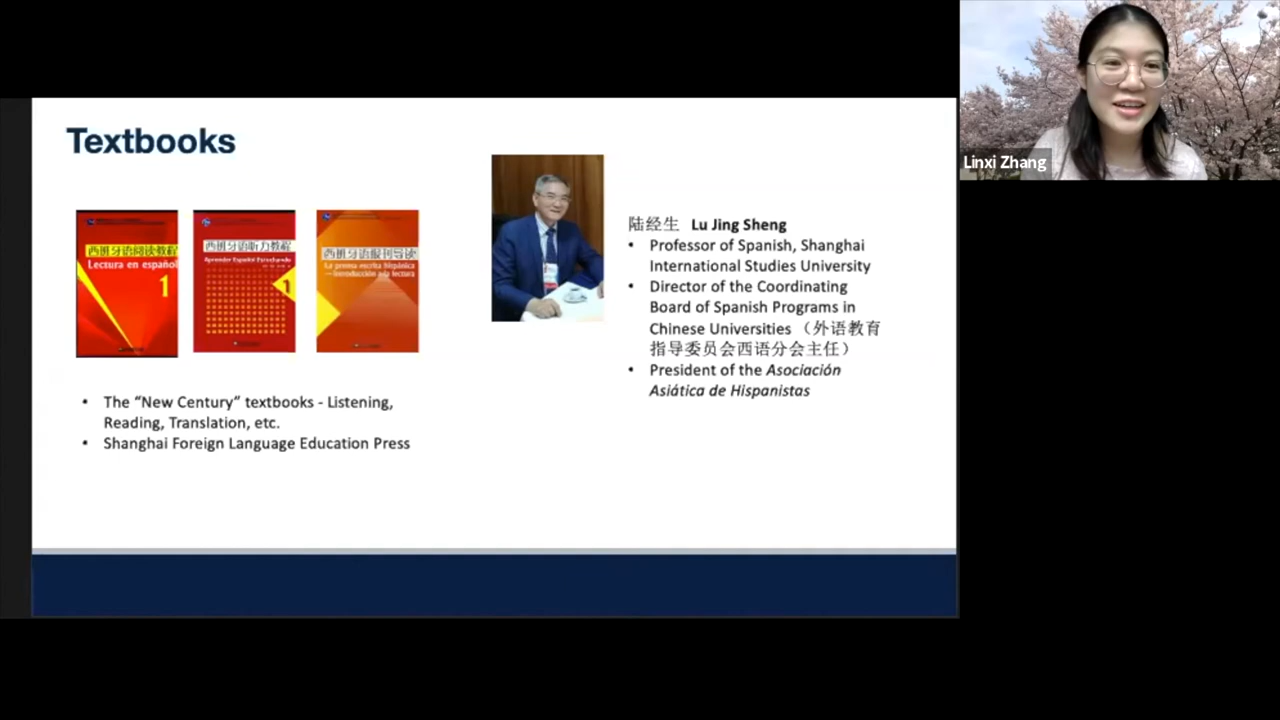 Textbooks
西班牙语阅读教程
Lectura en español
1
西班牙语听力教程
Aprender Español Escuchando
1
西班牙语报刊导读
La prensa escrita hispánica
—introducción a la lectura
• The “New Century” textbooks - Listening,
Reading, Translation, etc.
• Shanghai Foreign Language Education Press
陆经生 Lu Jing Sheng
• Professor of Spanish, Shanghai
International Studies University
• Director of the Coordinating
Board of Spanish Programs in
Chinese Universities （外语教育
指导委员会西语分会主任）
• President of the Asociación
Asiática de Hispanistas
Linxi Zhang